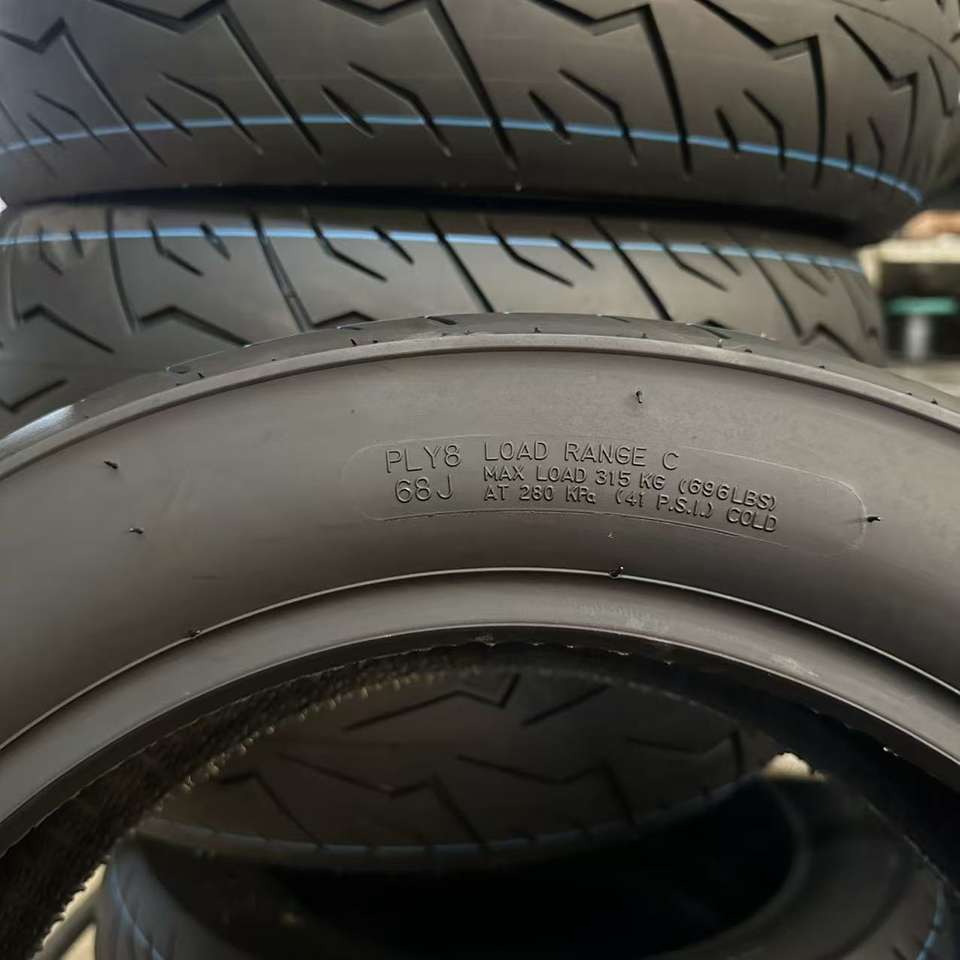 PLY8 LOAD RANGE C
68J MAX LOAD 315 KG (696LBS)
AT 280 KPa (41 P.S.I.) COLD